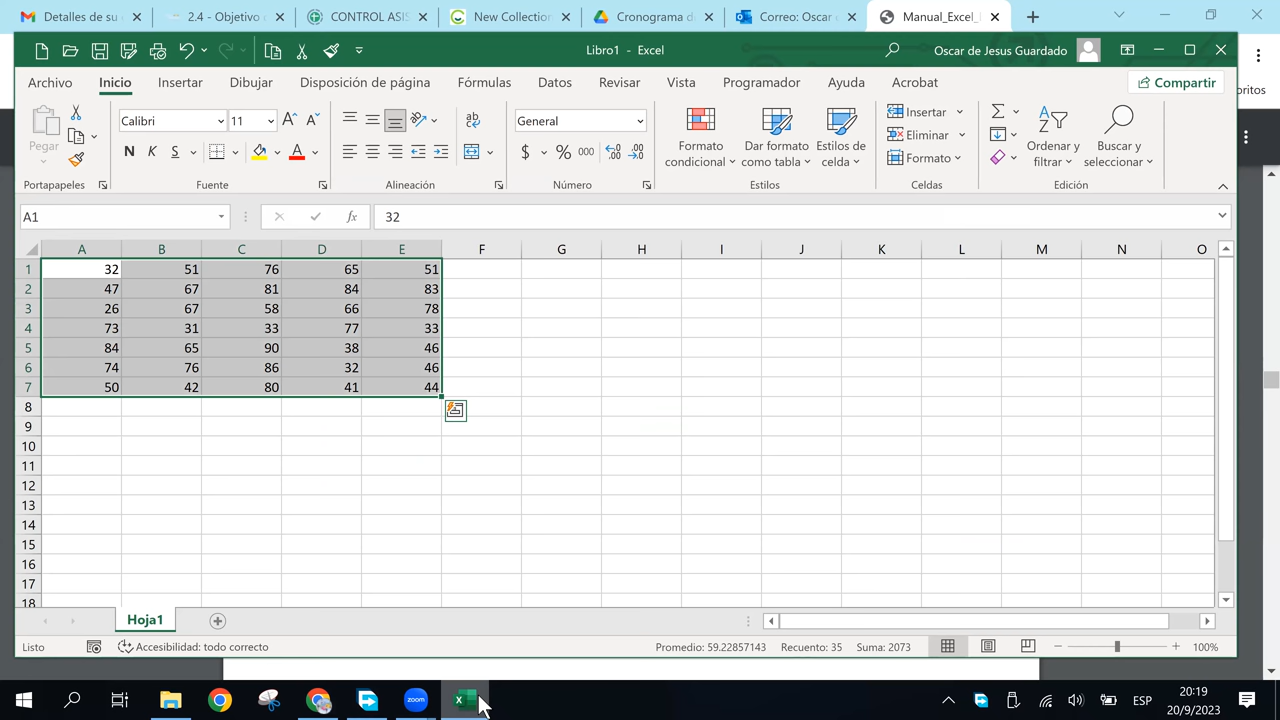 Detalles de su
2.4 - Objetivo
CONTROL ASIS
New Collection
Cronograma d
Correo: Oscar
Manual_Excel_
Libro1 - Excel
Oscar de Jesus Guardado
Archivo
Inicio
Insertar
Dibujar
Disposición de página
Fórmulas
Datos
Revisar
Vista
Programador
Ayuda
Acrobat
Compartir
oritos
Pegar
Calibri
11
N K S
General
$ % 000
Formato condicional
Dar formato como tabla
Estilos de celda
Insertar
Eliminar
Formato
Ordenar y filtrar
Buscar y seleccionar
Portapapeles
Fuente
Alineación
Número
Estilos
Celdas
Edición
A1
fx
32
A B C D E F G H I J K L M N O
1 32 51 76 65 51
2 47 67 81 84 83
3 26 67 58 66 78
4 73 31 33 77 33
5 84 65 90 38 46
6 74 76 86 32 46
7 50 42 80 41 44
8
9
10
11
12
13
14
15
16
17
18
Hoja1
Listo
Accesibilidad: todo correcto
Promedio: 59.22857143
Recuento: 35
Suma: 2073
100%
zoom
ESP
20:19
20/9/2023